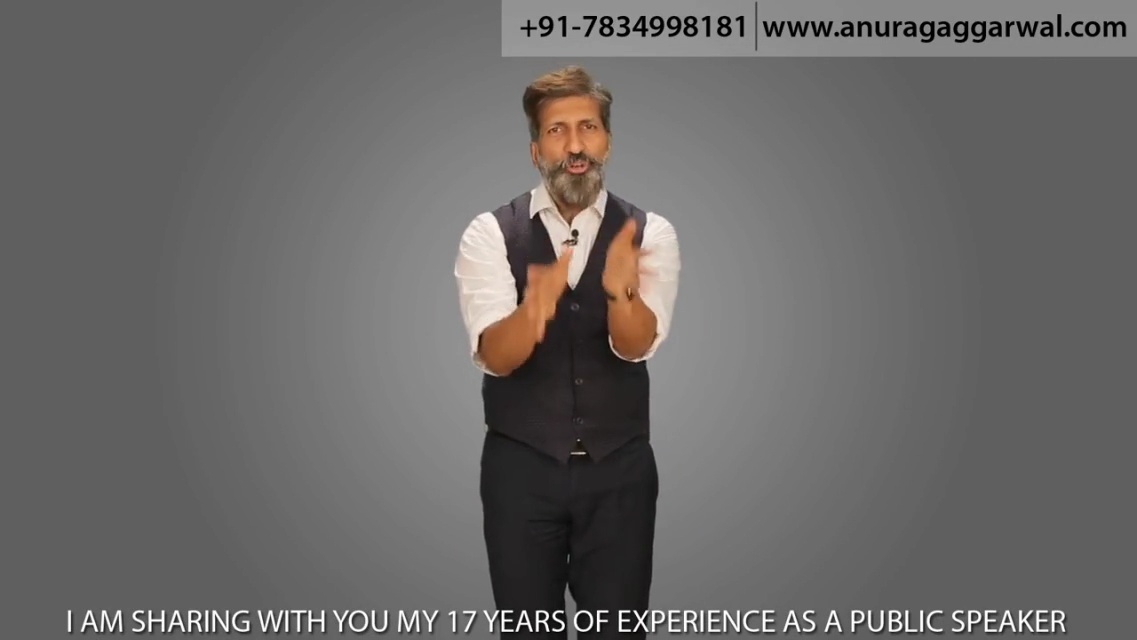 +91-7834998181 | www.anuragaggarwal.com
I AM SHARING WITH YOU MY 17 YEARS OF EXPERIENCE AS A PUBLIC SPEAKER